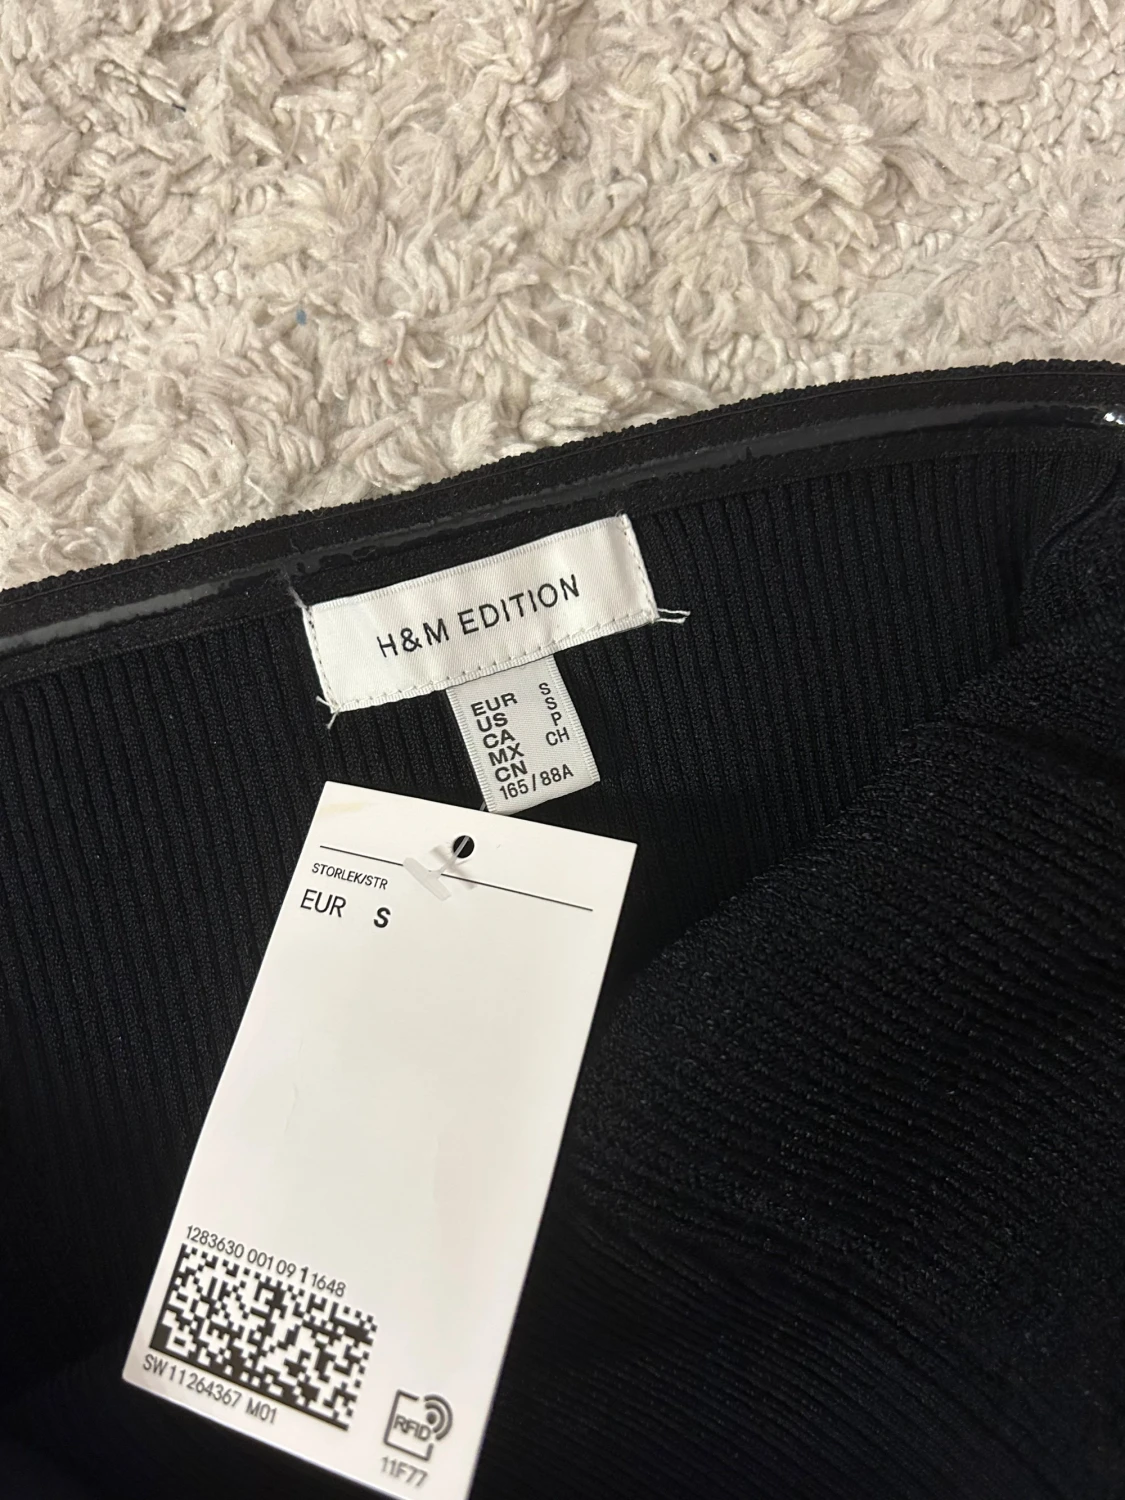 H&M EDITION
EUR S
US S
CA P
MX CH
CN
165/88A
STORLEK/STR
EUR S
1283630 001 09 1 1648
SW11264367 M01
RFID
11F77